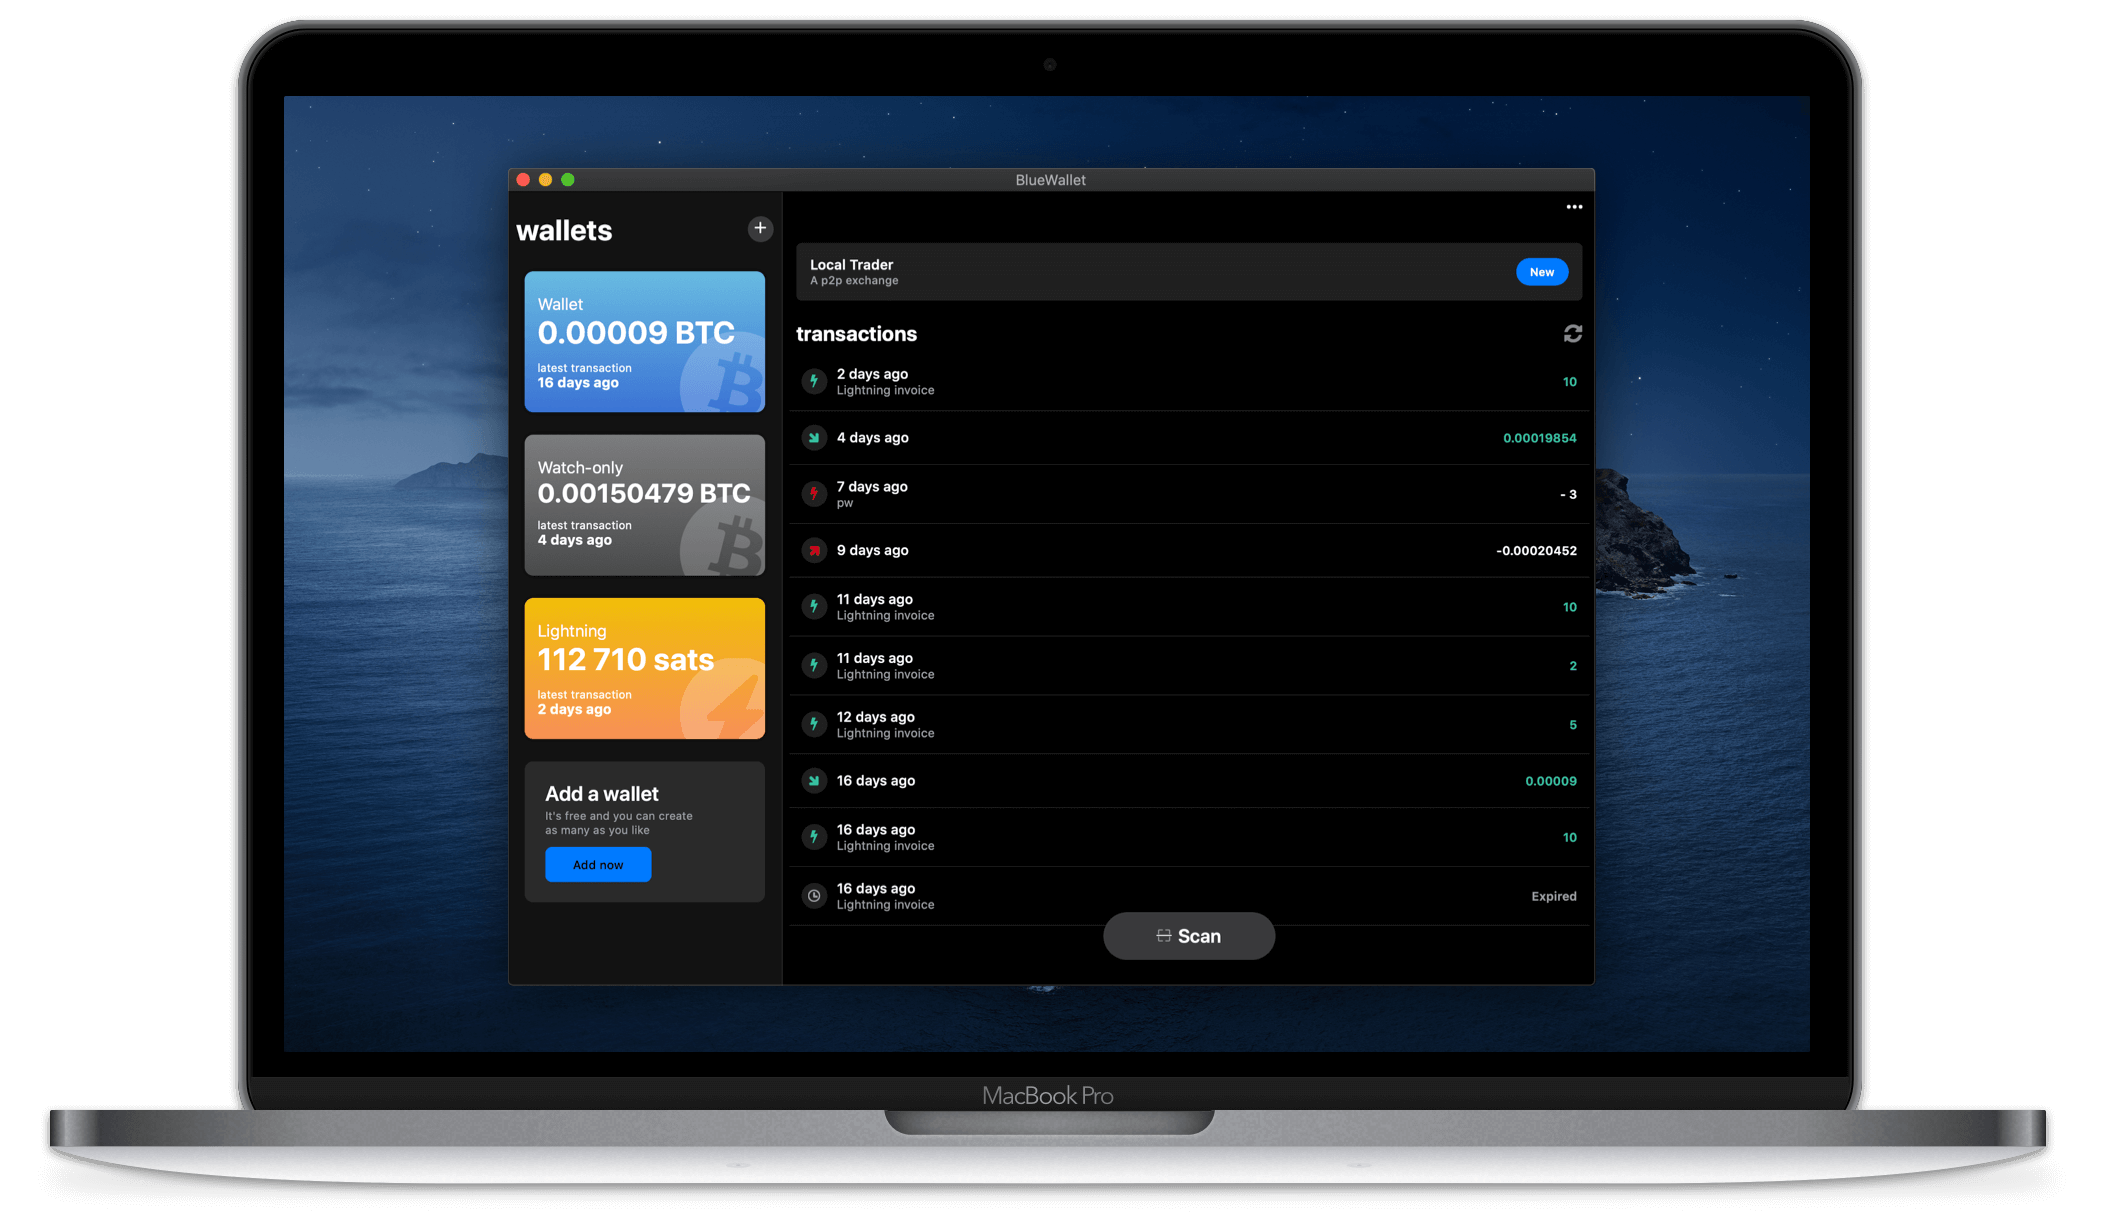 BlueWallet
wallets
Wallet
0.00009 BTC
latest transaction
16 days ago
Watch-only
0.00150479 BTC
latest transaction
4 days ago
Lightning
112 710 sats
latest transaction
2 days ago
Add a wallet
It's free and you can create
as many as you like
Add now
Local Trader
A p2p exchange
New
transactions
2 days ago
Lightning invoice
10
4 days ago
0.00019854
7 days ago
pw
- 3
9 days ago
-0.00020452
11 days ago
Lightning invoice
10
11 days ago
Lightning invoice
2
12 days ago
Lightning invoice
5
16 days ago
0.00009
16 days ago
Lightning invoice
10
16 days ago
Lightning invoice
Expired
Scan
MacBook Pro